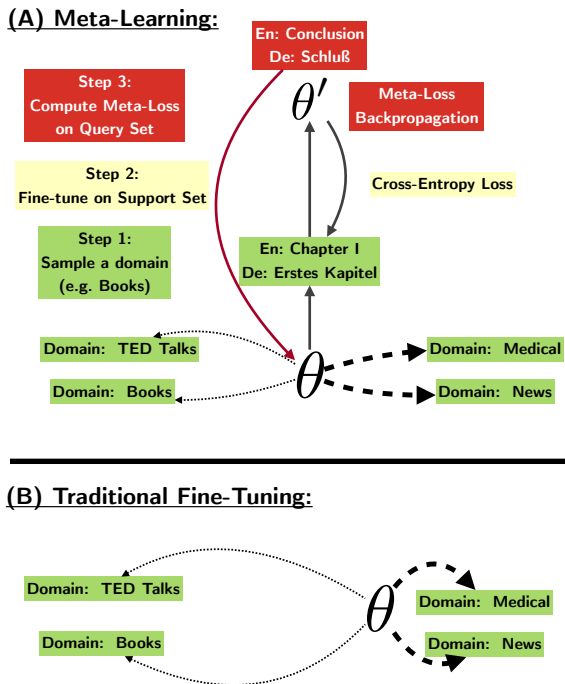 (A) Meta-Learning:
En: Conclusion
De: Schluß
Step 3:
Compute Meta-Loss
on Query Set
θ′
Meta-Loss
Backpropagation
Step 2:
Fine-tune on Support Set
Cross-Entropy Loss
Step 1:
Sample a domain
(e.g. Books)
En: Chapter I
De: Erstes Kapitel
Domain: TED Talks
θ
Domain: Medical
Domain: Books
Domain: News
(B) Traditional Fine-Tuning:
Domain: TED Talks
θ
Domain: Medical
Domain: Books
Domain: News